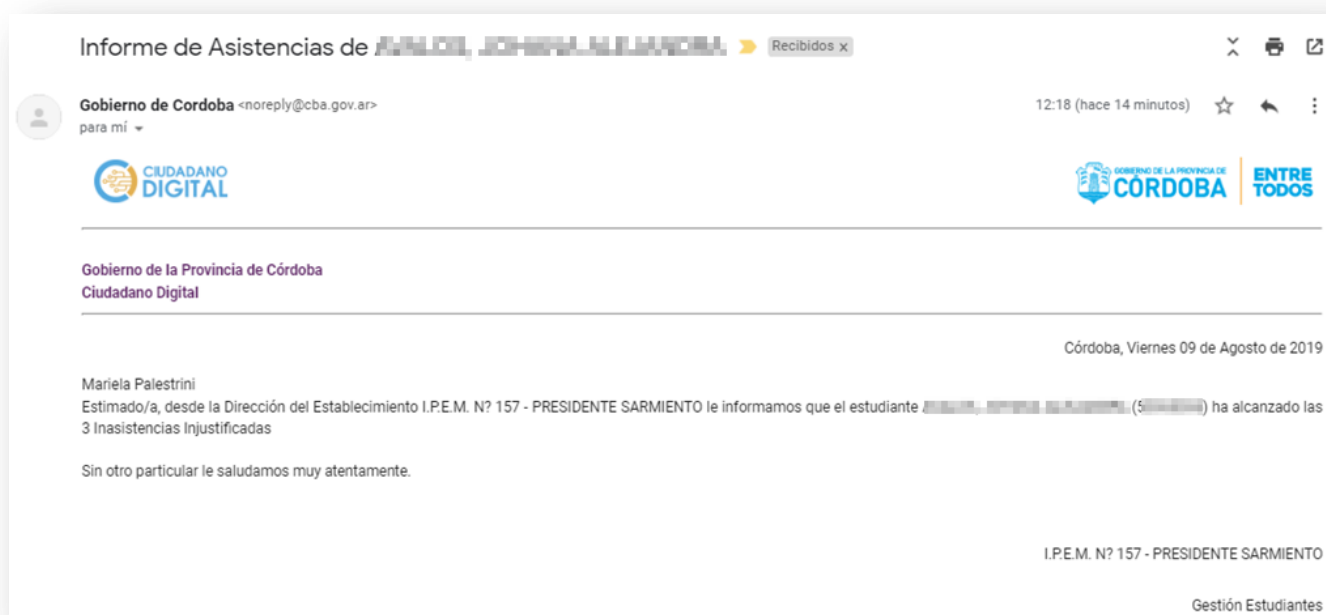 Informe de Asistencias de
Recibidos x
Gobierno de Cordoba <noreply@cba.gov.ar>
12:18 (hace 14 minutos)
para mí
CIUDADANO
DIGITAL
GOBIERNO DE LA PROVINCIA DE
CÓRDOBA
ENTRE
TODOS
Gobierno de la Provincia de Córdoba
Ciudadano Digital
Córdoba, Viernes 09 de Agosto de 2019
Mariela Palestrini
Estimado/a, desde la Dirección del Establecimiento I.P.E.M. N? 157 - PRESIDENTE SARMIENTO le informamos que el estudiante (5 ) ha alcanzado las
3 Inasistencias Injustificadas
Sin otro particular le saludamos muy atentamente.
I.P.E.M. N? 157 - PRESIDENTE SARMIENTO
Gestión Estudiantes